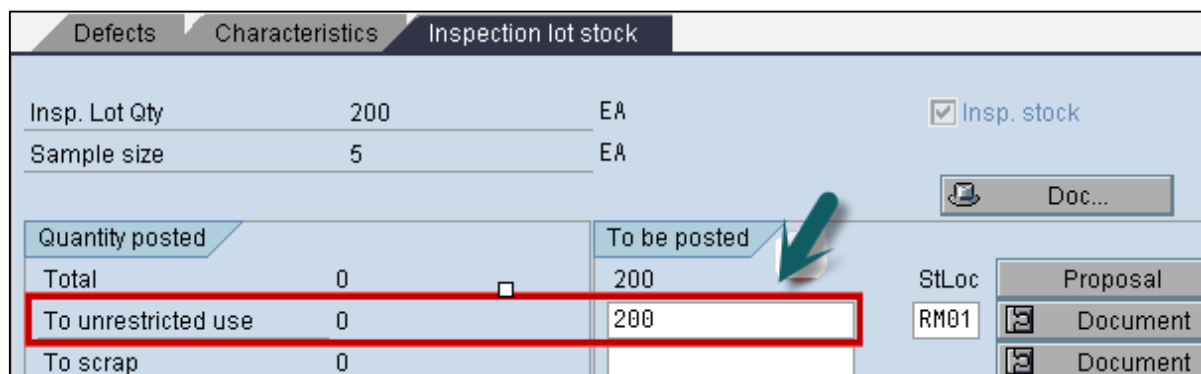 Defects Characteristics Inspection lot stock
Insp. Lot Qty 200 EA Insp. stock
Sample size 5 EA
Doc...
Quantity posted To be posted
Total 0 200 StLoc Proposal
To unrestricted use 0 200 RM01 Document
To scrap 0 Document